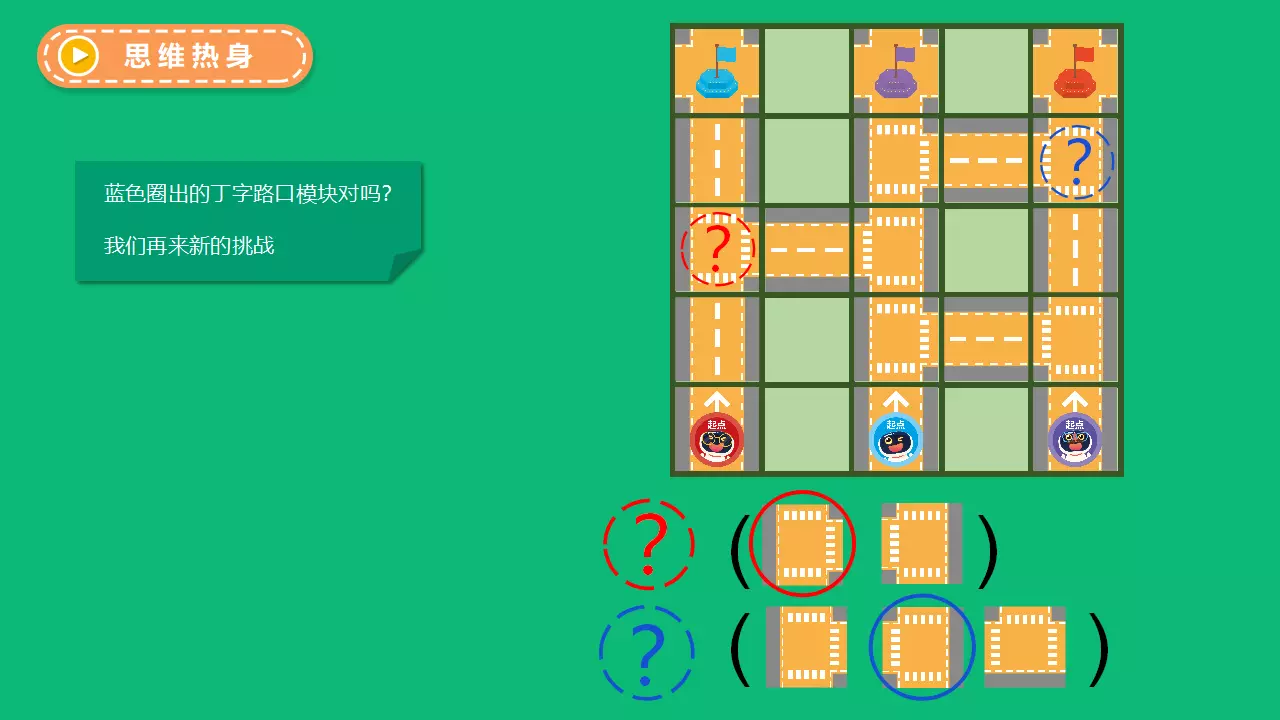 思维热身
蓝色圈出的丁字路口模块对吗?
我们再来新的挑战
?
?
起点
起点
起点
? ( )
? ( )